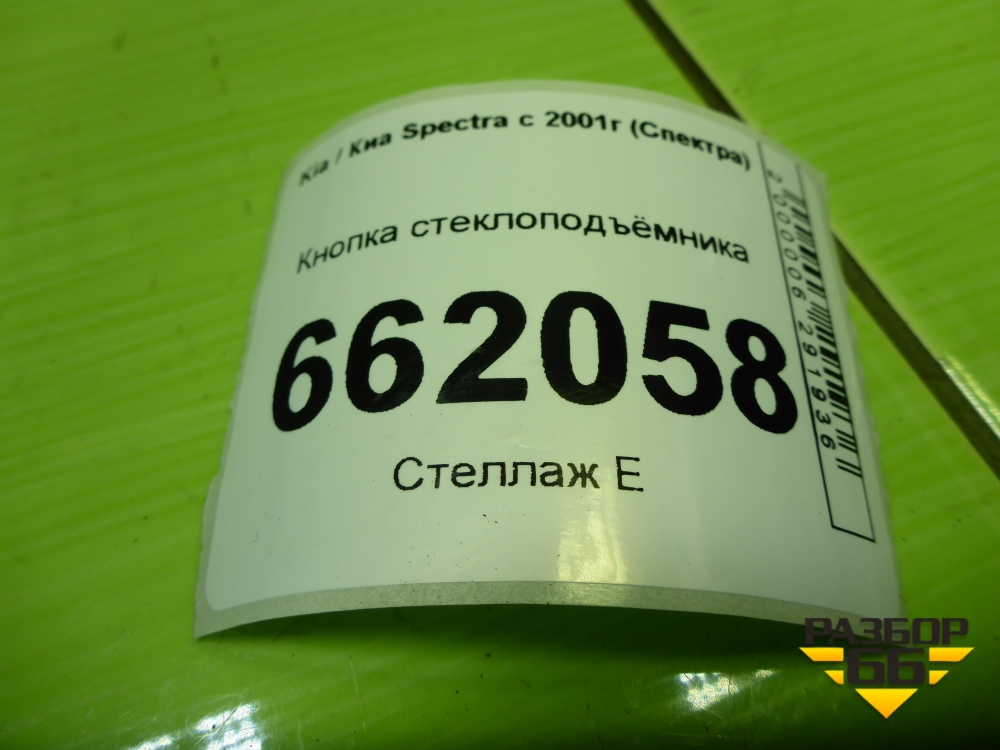 Kia / Киа Spectra с 2001г (Спектра)
Кнопка стеклоподъёмника
662058
Стеллаж Е
2000006291936
РАЗБОР
66